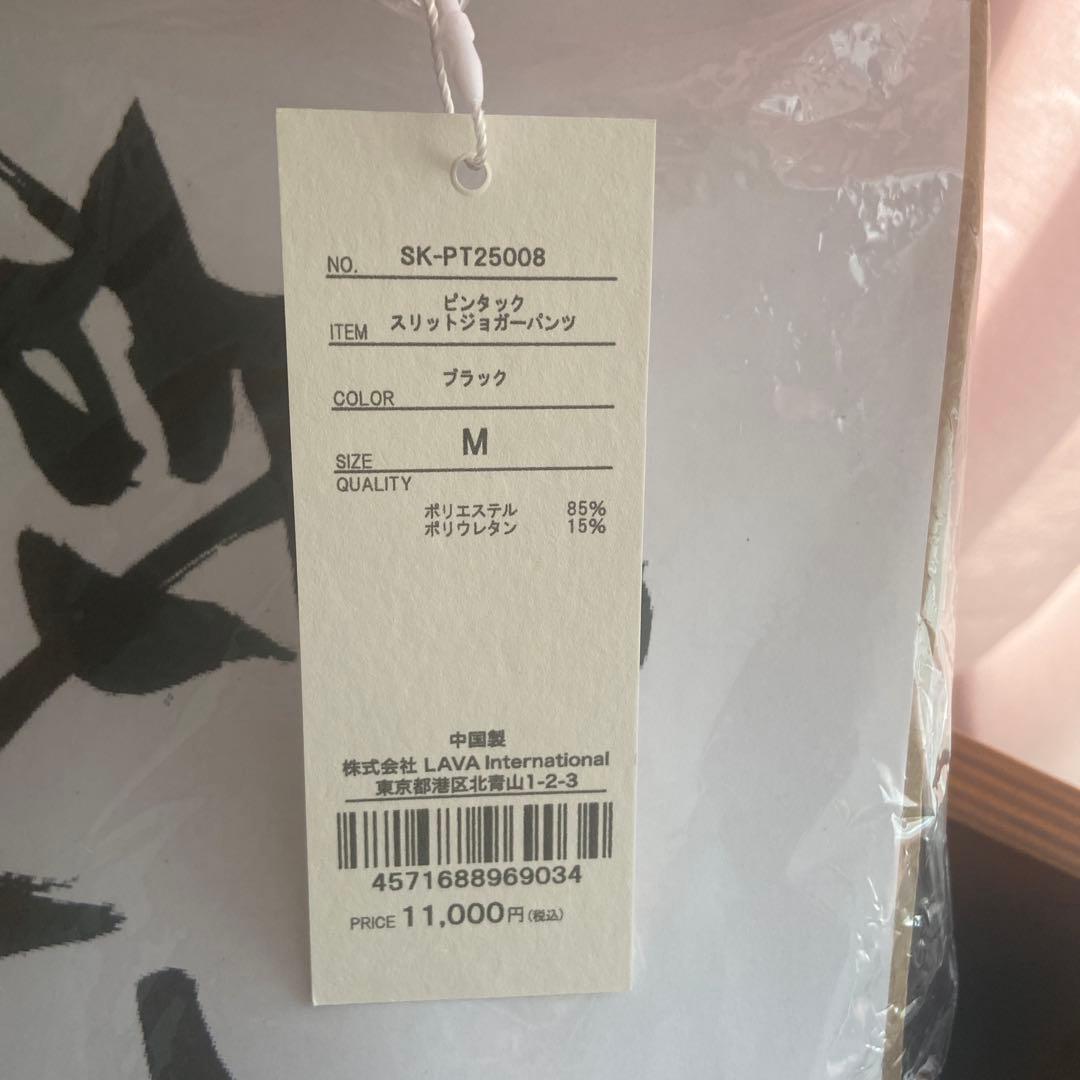 NO. SK-PT25008
ピンタック
ITEM スリットジョガーパンツ
COLOR ブラック
SIZE M
QUALITY
ポリエステル 85%
ポリウレタン 15%
中国製
株式会社 LAVA International
東京都港区北青山1-2-3
4571688969034
PRICE 11,000円(税込)